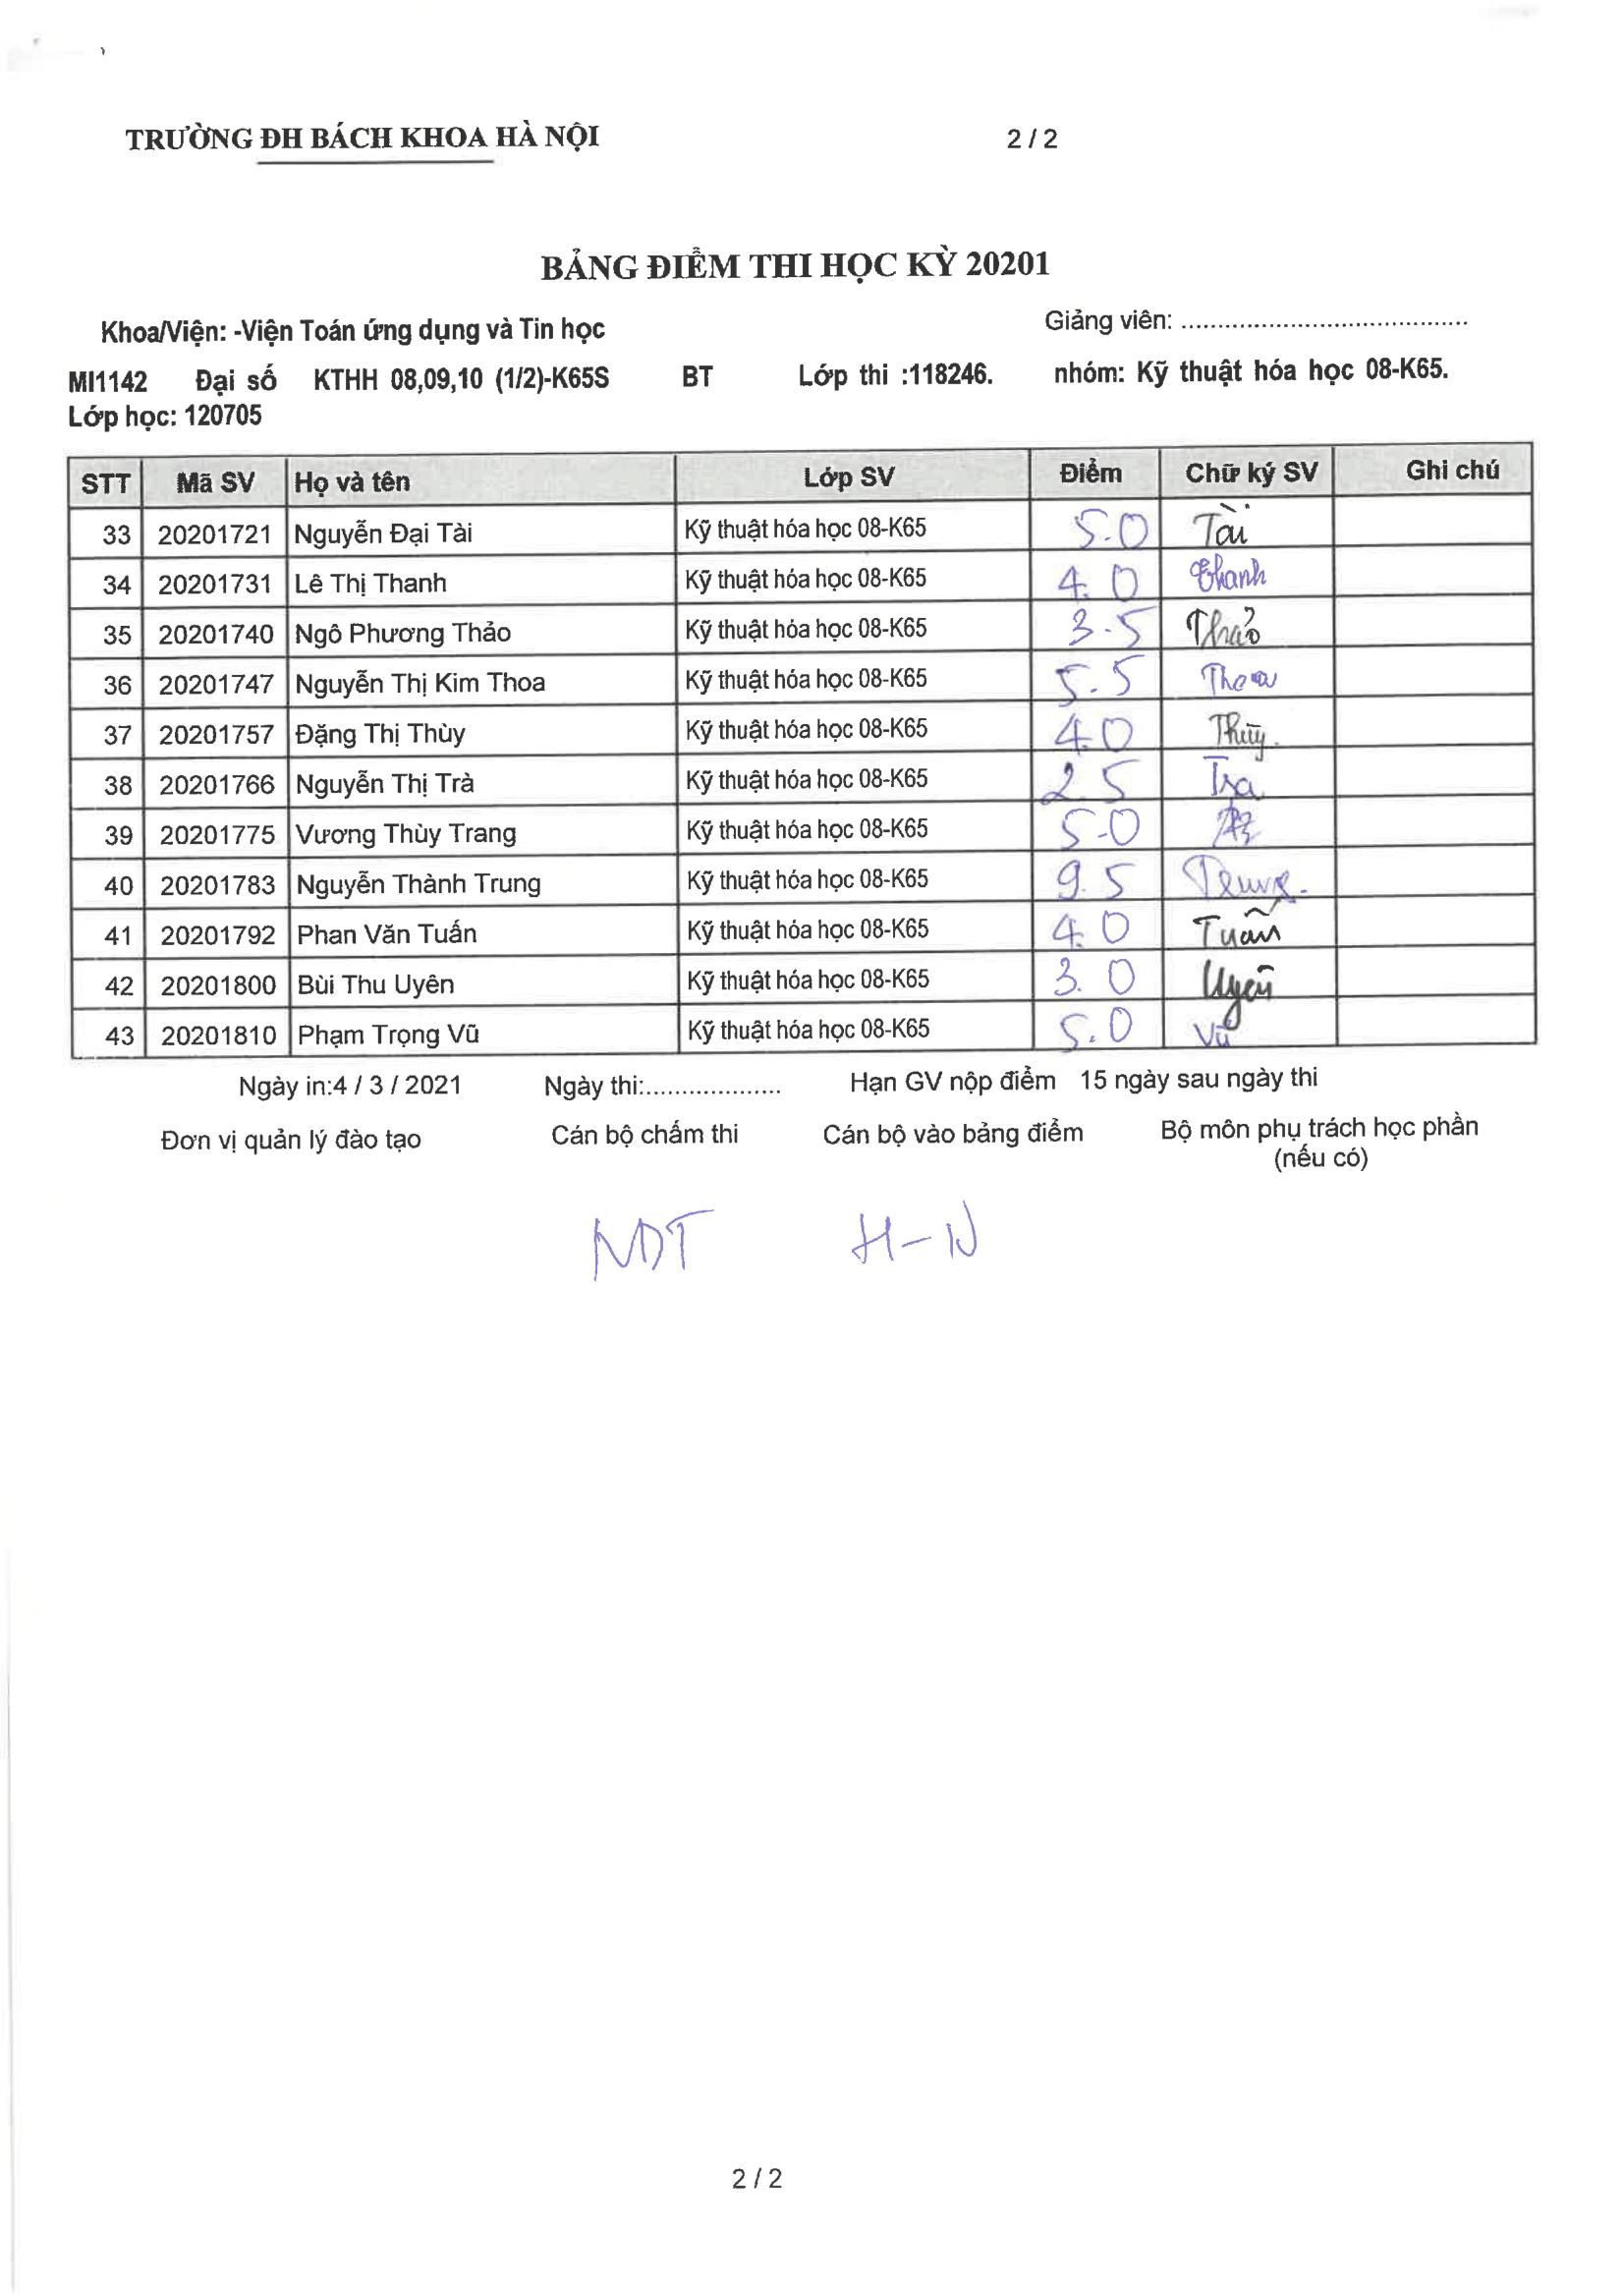 TRƯỜNG ĐH BÁCH KHOA HÀ NỘI 2 / 2
BẢNG ĐIỂM THI HỌC KỲ 20201
Khoa/Viện: -Viện Toán ứng dụng và Tin học Giảng viên: ......................................
MI1142 Đại số KTHH 08,09,10 (1/2)-K65S BT Lớp thi :118246. nhóm: Kỹ thuật hóa học 08-K65.
Lớp học: 120705
STT Mã SV Họ và tên Lớp SV Điểm Chữ ký SV Ghi chú
33 20201721 Nguyễn Đại Tài Kỹ thuật hóa học 08-K65 5.0 Tài
34 20201731 Lê Thị Thanh Kỹ thuật hóa học 08-K65 4.0 Thanh
35 20201740 Ngô Phương Thảo Kỹ thuật hóa học 08-K65 3.5 Thảo
36 20201747 Nguyễn Thị Kim Thoa Kỹ thuật hóa học 08-K65 5.5 Thoa
37 20201757 Đặng Thị Thùy Kỹ thuật hóa học 08-K65 4.0 Thùy.
38 20201766 Nguyễn Thị Trà Kỹ thuật hóa học 08-K65 2.5 Trà
39 20201775 Vương Thùy Trang Kỹ thuật hóa học 08-K65 5.0
40 20201783 Nguyễn Thành Trung Kỹ thuật hóa học 08-K65 9.5 Trung.
41 20201792 Phan Văn Tuấn Kỹ thuật hóa học 08-K65 4.0 Tuấn
42 20201800 Bùi Thu Uyên Kỹ thuật hóa học 08-K65 3.0 Uyên
43 20201810 Phạm Trọng Vũ Kỹ thuật hóa học 08-K65 5.0 Vũ
Ngày in:4 / 3 / 2021 Ngày thi:.................. Hạn GV nộp điểm 15 ngày sau ngày thi
Đơn vị quản lý đào tạo Cán bộ chấm thi Cán bộ vào bảng điểm Bộ môn phụ trách học phần
(nếu có)
NDT H-N
2 / 2